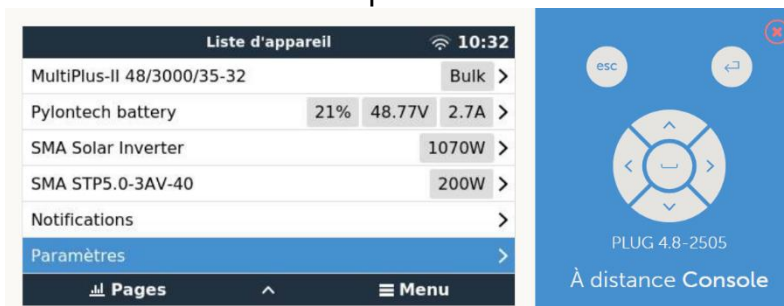 Liste d'appareil 10:32
MultiPlus-II 48/3000/35-32 Bulk
Pylontech battery 21% 48.77V 2.7A
SMA Solar Inverter 1070W
SMA STP5.0-3AV-40 200W
Notifications
Paramètres
Pages Menu
esc
PLUG 4.8-2505
À distance Console